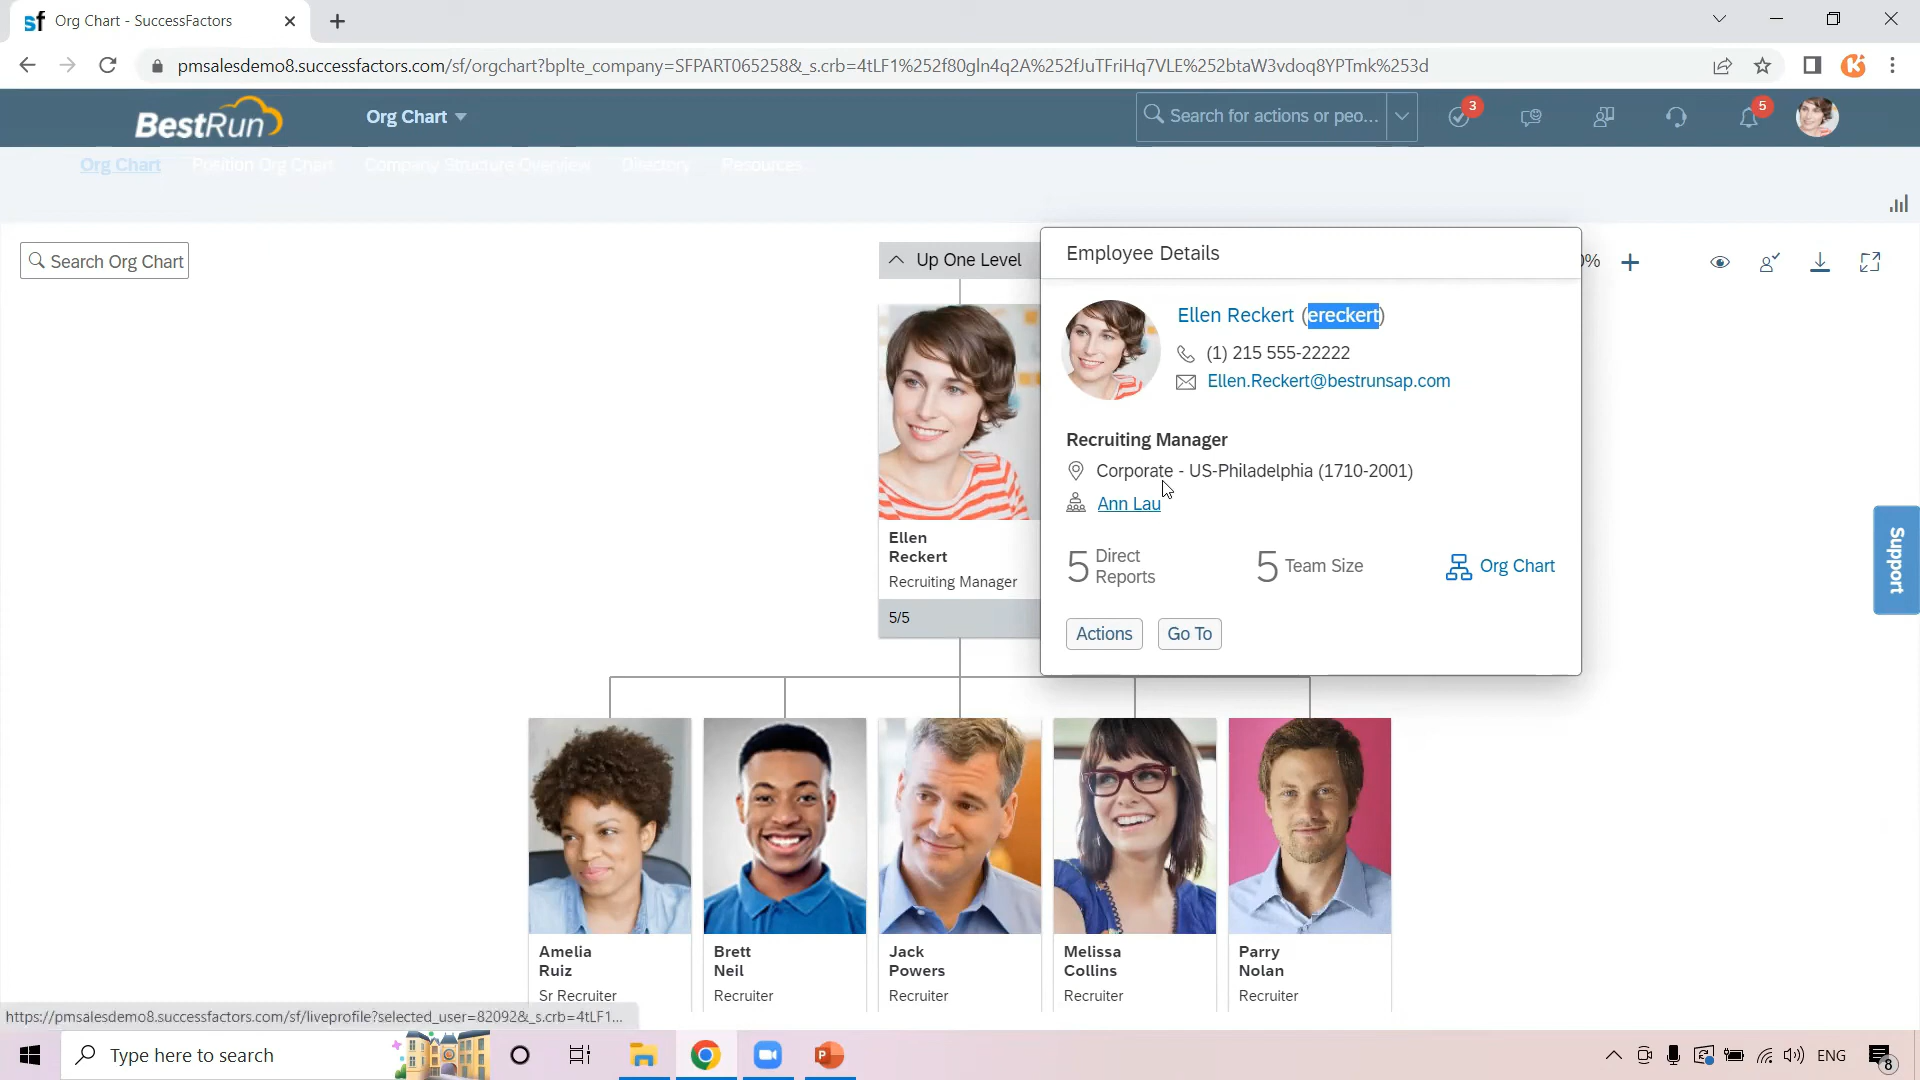 sf Org Chart - SuccessFactors
pmsalesdemo8.successfactors.com/sf/orgchart?bplte_company=SFPART065258&_s.crb=4tLF1%252f80gIn4q2A%252fJuTFriHq7VLE%252btaW3vdoq8YPTmk%253d
BestRun
Org Chart
Search for actions or peo...
3
5
Org Chart Position Org Chart Company Structure Overview Directory Resources
Search Org Chart
Up One Level
0%
Employee Details
Ellen Reckert (ereckert)
(1) 215 555-22222
Ellen.Reckert@bestrunsap.com
Recruiting Manager
Corporate - US-Philadelphia (1710-2001)
Ann Lau
5 Direct Reports
5 Team Size
Org Chart
Actions Go To
Ellen
Reckert
Recruiting Manager
5/5
Support
Amelia
Ruiz
Sr Recruiter
Brett
Neil
Recruiter
Jack
Powers
Recruiter
Melissa
Collins
Recruiter
Parry
Nolan
Recruiter
https://pmsalesdemo8.successfactors.com/sf/liveprofile?selected_user=82092&_s.crb=4tLF1...
Type here to search
ENG
8